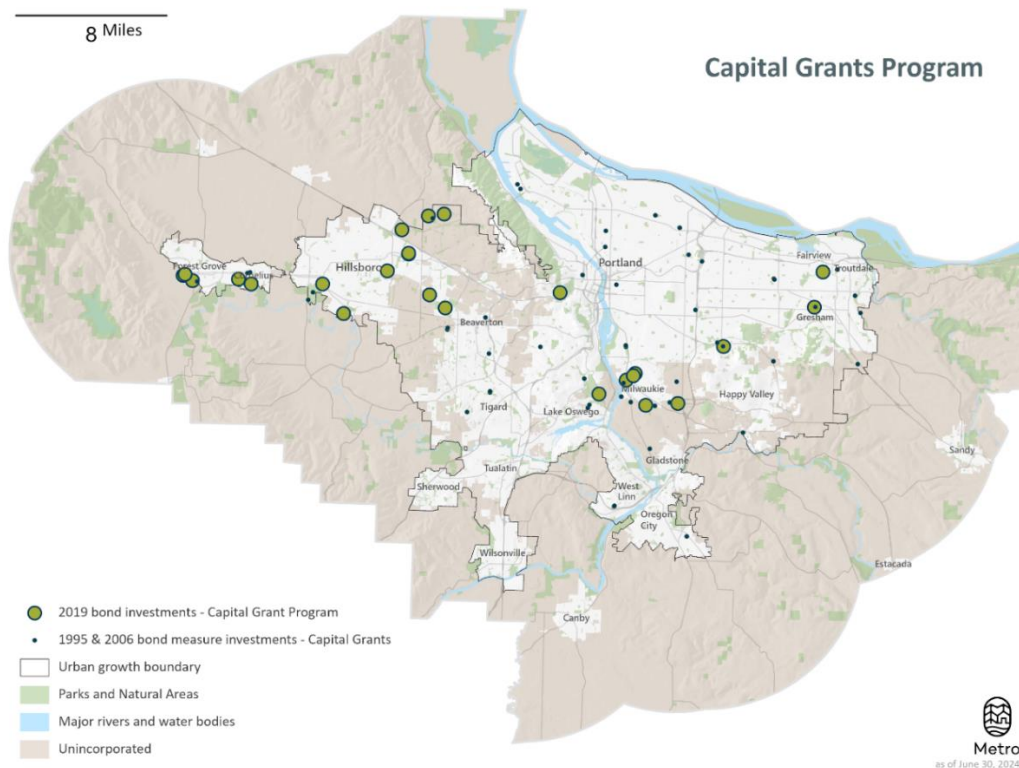 8 Miles
Capital Grants Program
Portland
Fairview
Troutdale
Forest Grove
Hillsboro
Gresham
Beaverton
Milwaukie
Happy Valley
Tigard
Lake Oswego
Gladstone
Sandy
Tualatin
Sherwood
West
Linn
Oregon
City
Wilsonville
Estacada
Canby
2019 bond investments - Capital Grant Program
1995 & 2006 bond measure investments - Capital Grants
Urban growth boundary
Parks and Natural Areas
Major rivers and water bodies
Unincorporated
Metro
as of June 30, 2024